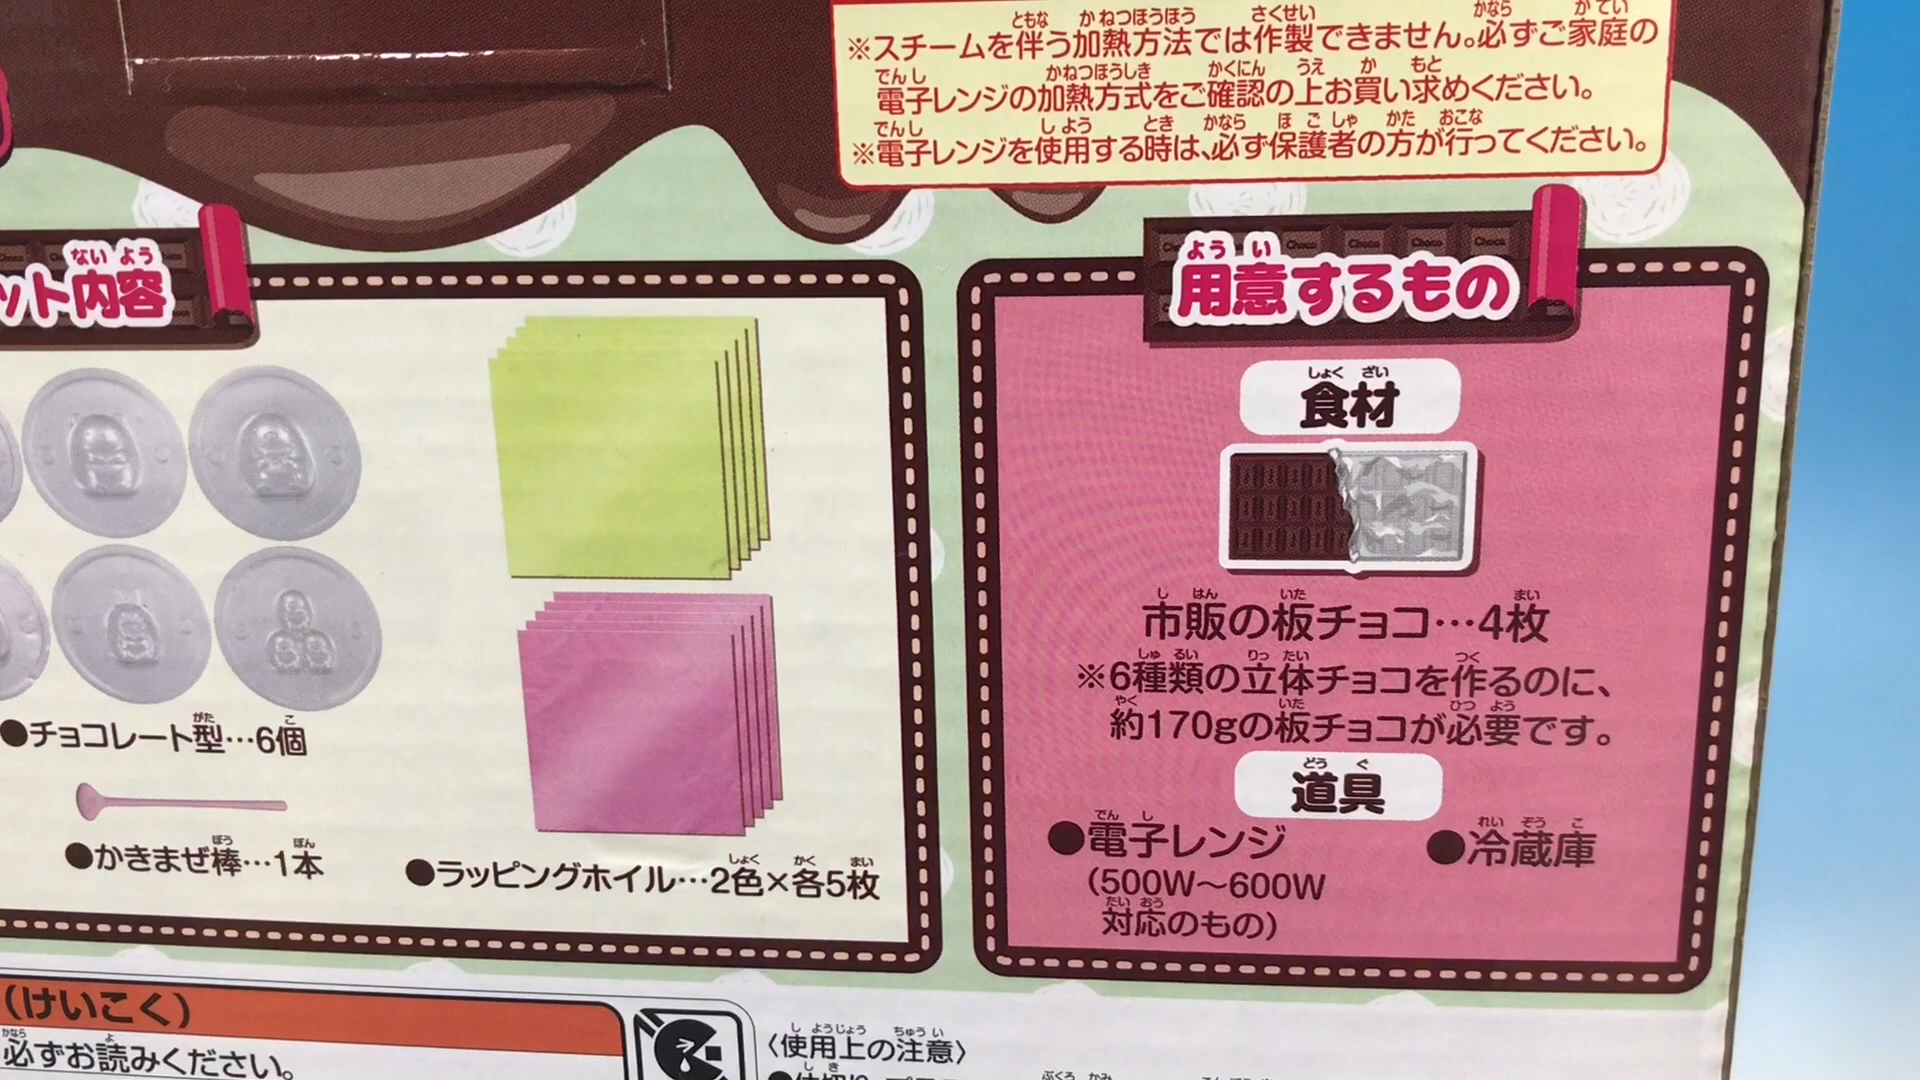 ※スチームを伴う加熱方法では作製できません。必ずご家庭の
電子レンジの加熱方式をご確認の上お買い求めください。
※電子レンジを使用する時は、必ず保護者の方が行ってください。
ット内容
●チョコレート型…6個
●かきまぜ棒…1本
●ラッピングホイル…2色×各5枚
用意するもの
食材
市販の板チョコ…4枚
※6種類の立体チョコを作るのに、
約170gの板チョコが必要です。
道具
●電子レンジ
(500W～600W
対応のもの)
●冷蔵庫
(けいこく)
必ずお読みください。
〈使用上の注意〉